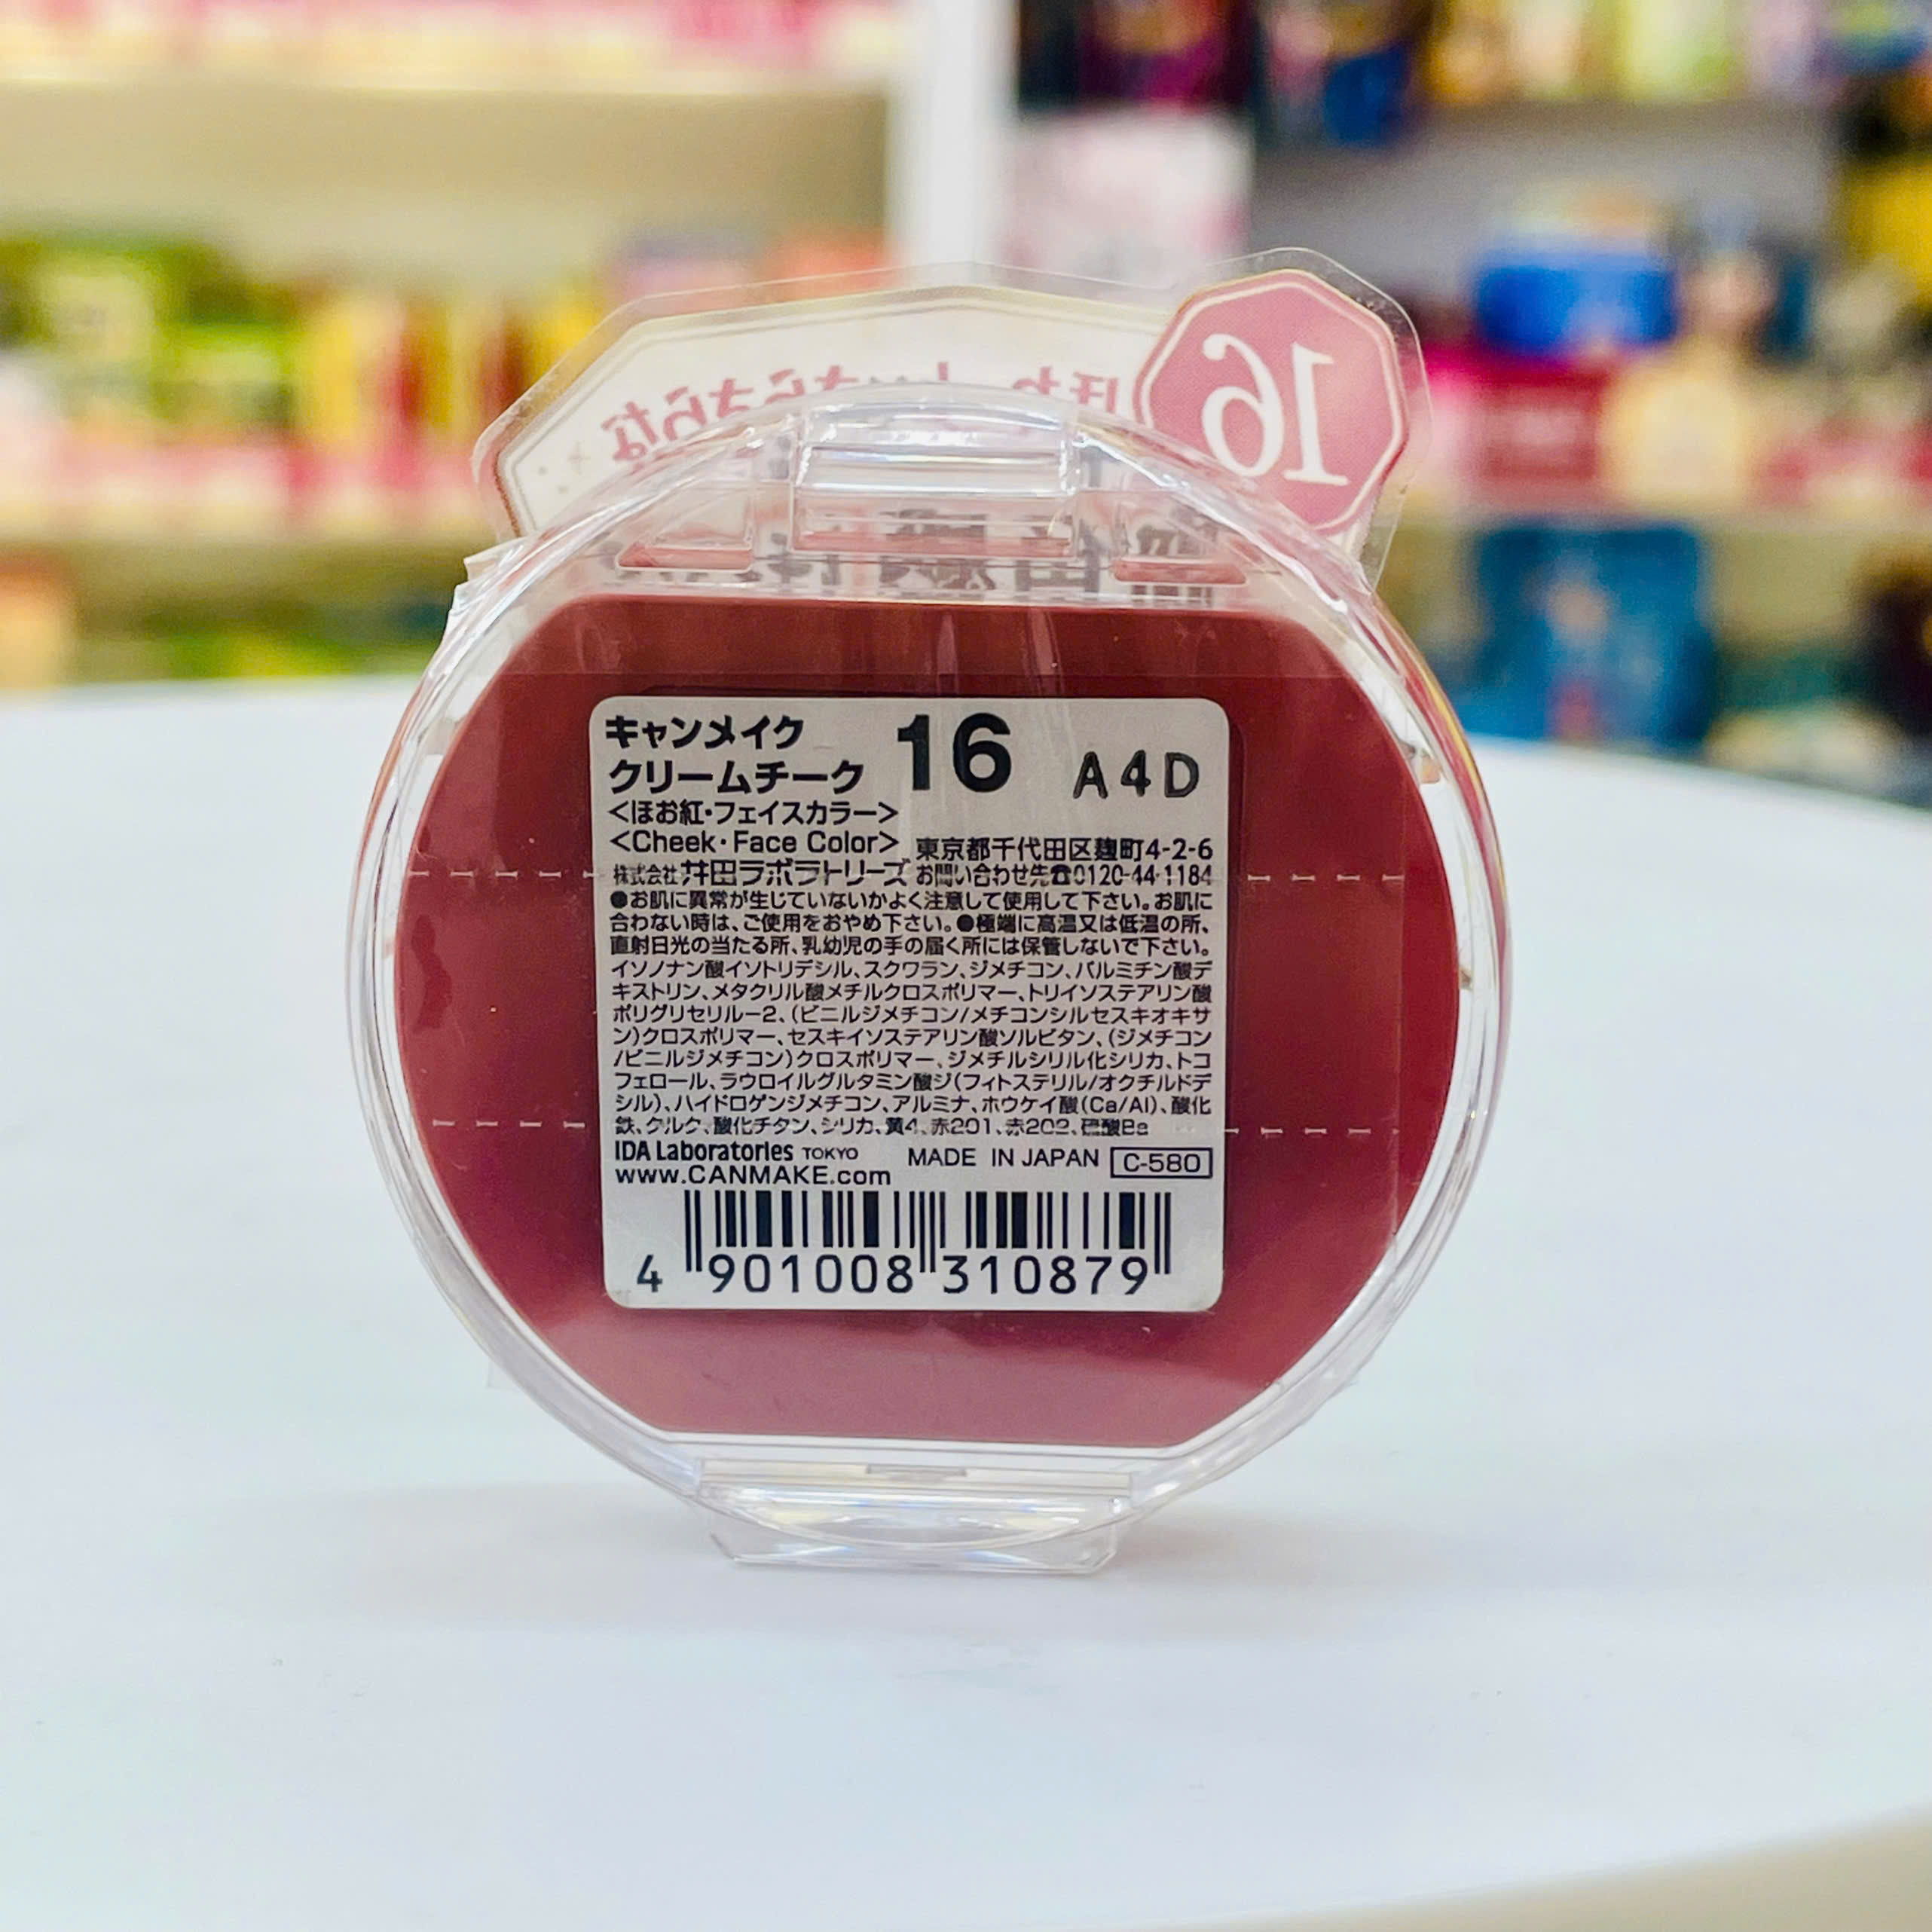 16
キャンメイク
クリームチーク
16
A4D
<ほお紅・フェイスカラー>
<Cheek・Face Color>
東京都千代田区麹町4-2-6
株式会社井田ラボラトリーズ お問い合わせ先☎0120-44-1184
●お肌に異常が生じていないかよく注意して使用して下さい。お肌に
合わない時は、ご使用をおやめ下さい。●極端に高温又は低温の所、
直射日光の当たる所、乳幼児の手の届く所には保管しないで下さい。
イソノナン酸イソトリデシル、スクワラン、ジメチコン、パルミチン酸デ
キストリン、メタクリル酸メチルクロスポリマー、トリイソステアリン酸
ポリグリセリル-2、(ビニルジメチコン/メチコンシルセスキオキサ
ン)クロスポリマー、セスキイソステアリン酸ソルビタン、(ジメチコン
/ビニルジメチコン)クロスポリマー、ジメチルシリル化シリカ、トコ
フェロール、ラウロイルグルタミン酸ジ(フィトステリル/オクチルドデ
シル)、ハイドロゲンジメチコン、アルミナ、ホウケイ酸(Ca/Al)、酸化
鉄、タルク、酸化チタン、シリカ、黄4、赤201、赤202、硫酸Ba
IDA Laboratories TOKYO MADE IN JAPAN C-580
www.CANMAKE.com
4 901008 310879